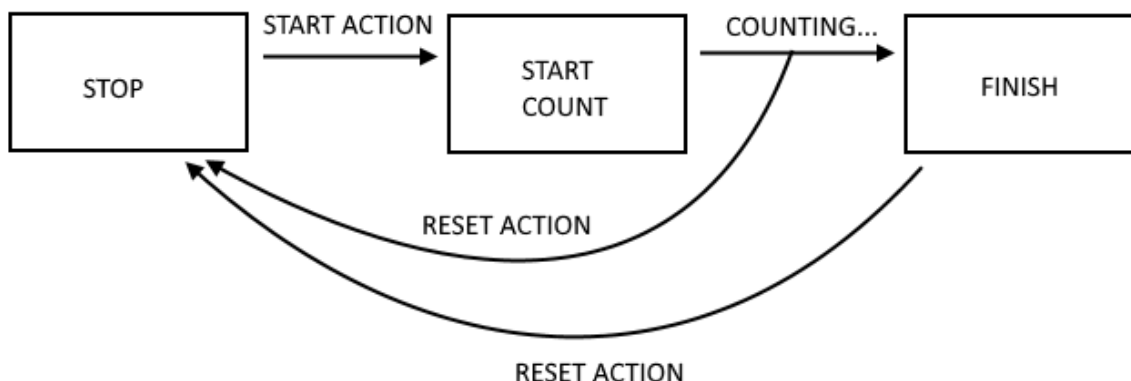 START ACTION
COUNTING...
STOP
START
COUNT
FINISH
RESET ACTION
RESET ACTION